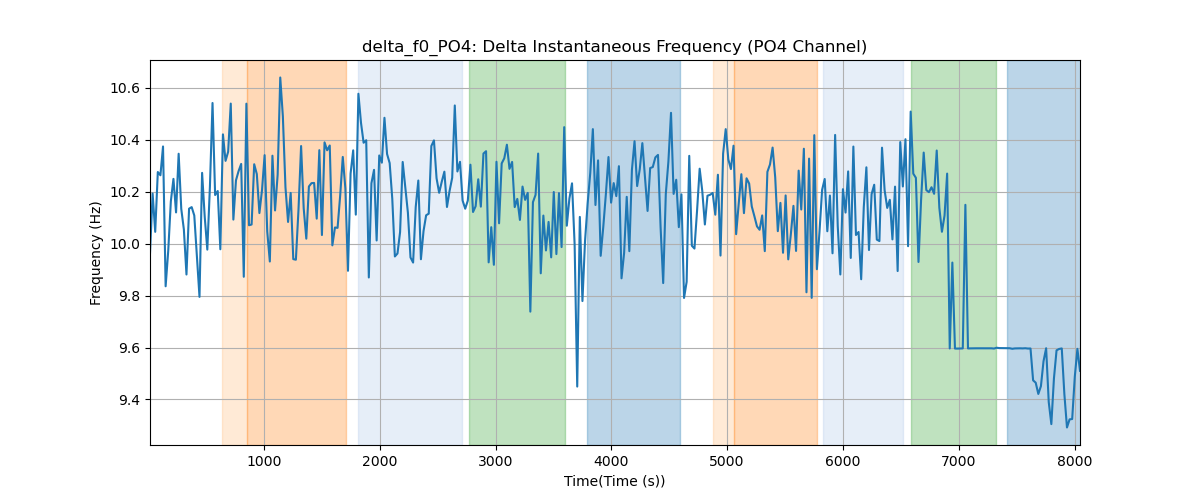 delta_f0_PO4: Delta Instantaneous Frequency (PO4 Channel)
Frequency (Hz)
10.6
10.4
10.2
10.0
9.8
9.6
9.4
1000 2000 3000 4000 5000 6000 7000 8000
Time(Time (s))